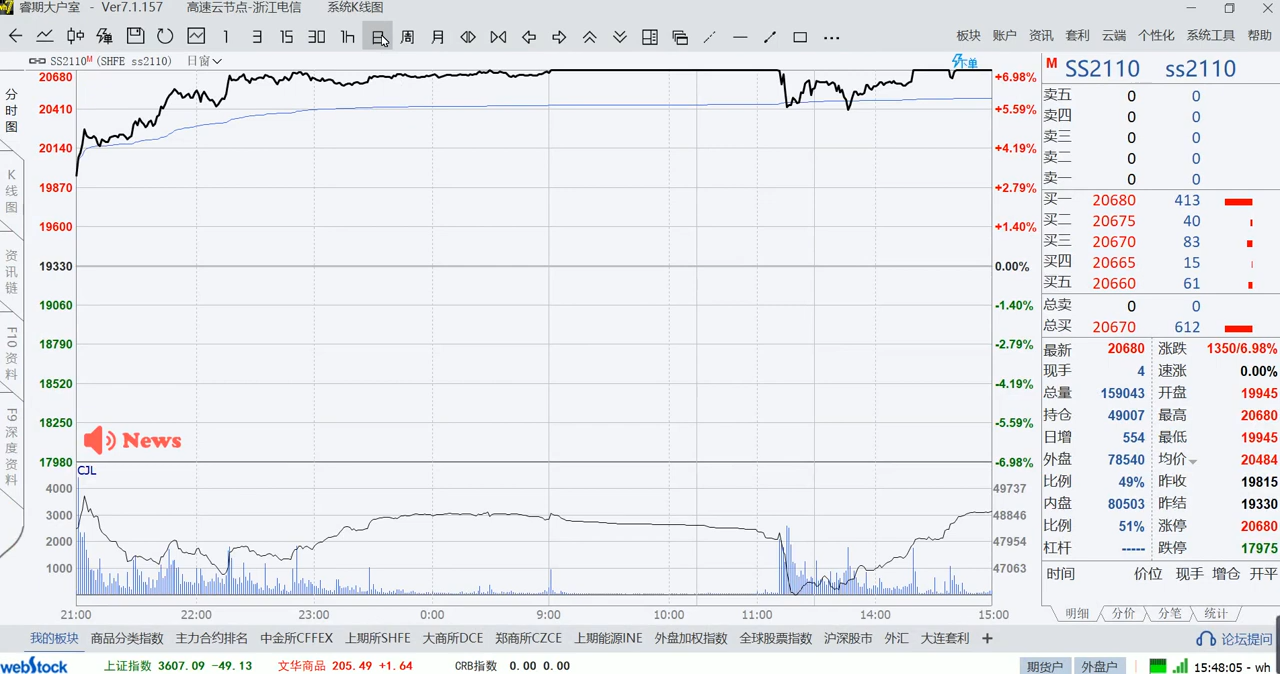 睿期大户室 - Ver7.1.157 高速云节点-浙江电信 系统K线图
1 3 15 30 1h 日 周 月
板块 账户 资讯 套利 云端 个性化 系统工具 帮助
SS2110M (SHFE ss2110) 日窗
下单
M SS2110 ss2110
分时图
K线图
资讯链
F10资料
F9深度资料
20680 +6.98%
20410 +5.59%
20140 +4.19%
19870 +2.79%
19600 +1.40%
19330 0.00%
19060 -1.40%
18790 -2.79%
18520 -4.19%
18250 -5.59%
17980 -6.98%
News
CJL
4000 49737
3000 48846
2000 47954
1000 47063
21:00 22:00 23:00 0:00 9:00 10:00 11:00 14:00 15:00
卖五 0 0
卖四 0 0
卖三 0 0
卖二 0 0
卖一 0 0
买一 20680 413
买二 20675 40
买三 20670 83
买四 20665 15
买五 20660 61
总卖 0 0
总买 20670 612
最新 20680 涨跌 1350/6.98%
现手 4 速涨 0.00%
总量 159043 开盘 19945
持仓 49007 最高 20680
日增 554 最低 19945
外盘 78540 均价 20484
比例 49% 昨收 19815
内盘 80503 昨结 19330
比例 51% 涨停 20680
杠杆 ----- 跌停 17975
时间 价位 现手 增仓 开平
明细 分价 分笔 统计
我的板块 商品分类指数 主力合约排名 中金所CFFEX 上期所SHFE 大商所DCE 郑商所CZCE 上期能源INE 外盘加权指数 全球股票指数 沪深股市 外汇 大连套利 +
论坛提问
webStock 上证指数 3607.09 -49.13 文华商品 205.49 +1.64 CRB指数 0.00 0.00 期货户 外盘户 15:48:05 - wh